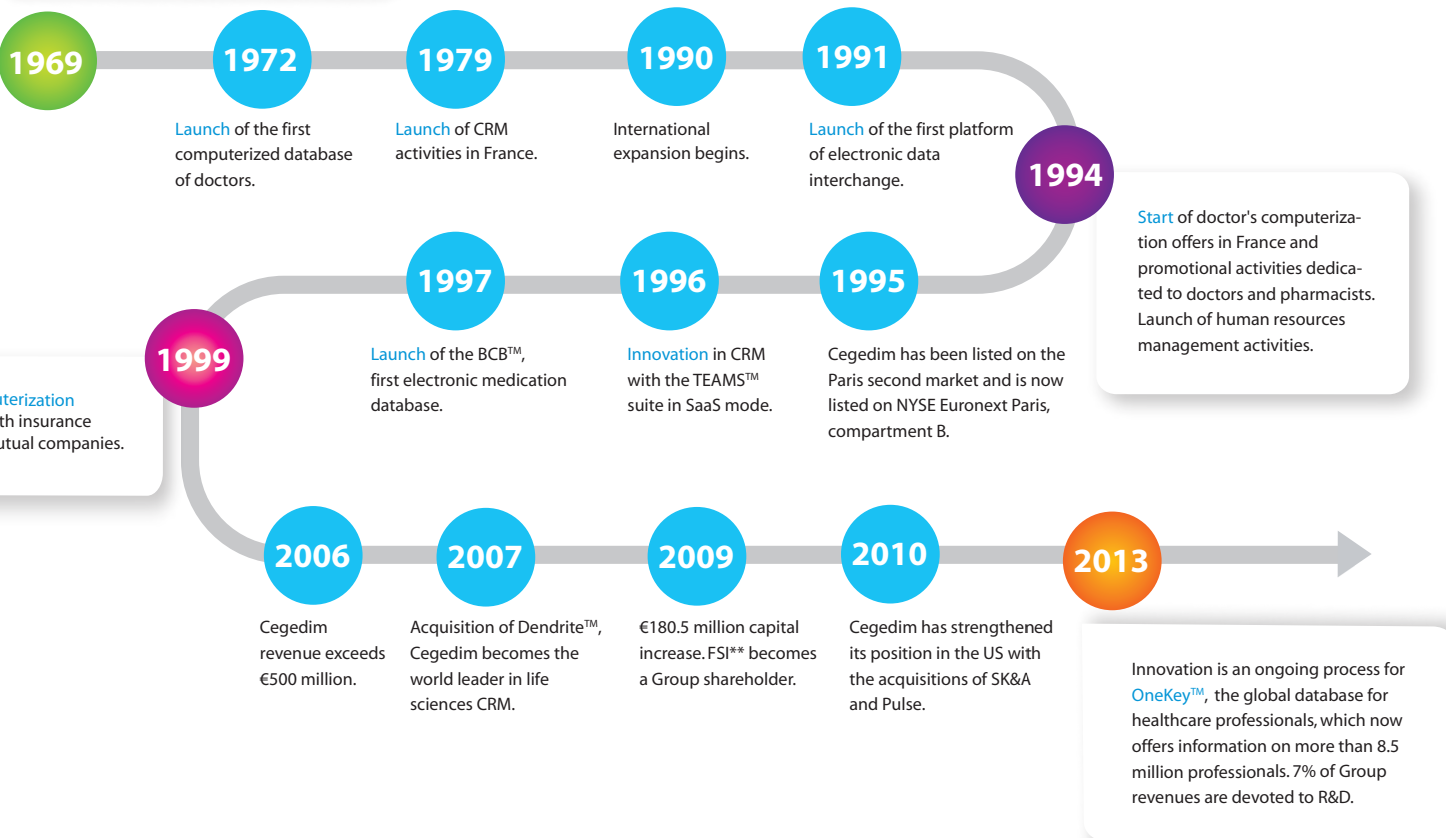 1969
1972
1979
1990
1991
Launch of the first
computerized database
of doctors.
Launch of CRM
activities in France.
International
expansion begins.
Launch of the first platform
of electronic data
interchange.
1994
Start of doctor's computeriza-
tion offers in France and
promotional activities dedica-
ted to doctors and pharmacists.
Launch of human resources
management activities.
1995
Cegedim has been listed on the
Paris second market and is now
listed on NYSE Euronext Paris,
compartment B.
1996
Innovation in CRM
with the TEAMS™
suite in SaaS mode.
1997
Launch of the BCB™,
first electronic medication
database.
1999
insurance
companies.
2006
Cegedim
revenue exceeds
€500 million.
2007
Acquisition of Dendrite™,
Cegedim becomes the
world leader in life
sciences CRM.
2009
€180.5 million capital
increase. FSI** becomes
a Group shareholder.
2010
Cegedim has strengthened
its position in the US with
the acquisitions of SK&A
and Pulse.
2013
Innovation is an ongoing process for
OneKey™, the global database for
healthcare professionals, which now
offers information on more than 8.5
million professionals. 7% of Group
revenues are devoted to R&D.